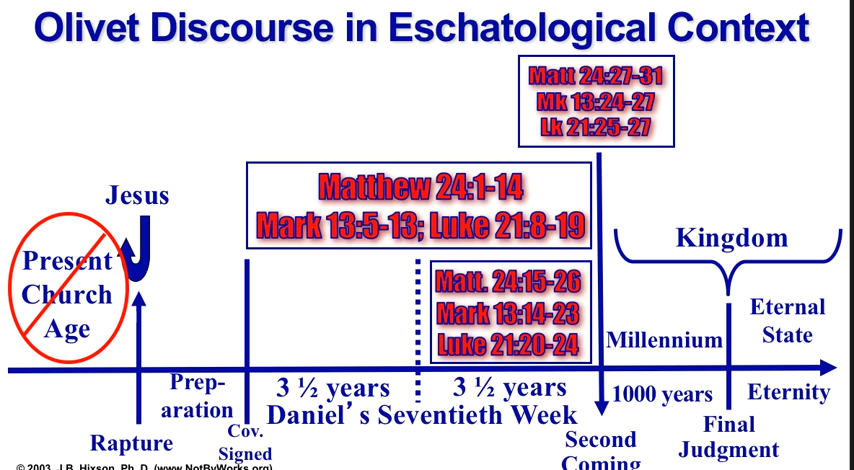 Olivet Discourse in Eschatological Context
Matt 24:27-31
Mk 13:24-27
Lk 21:25-27
Matthew 24:1-14
Mark 13:5-13; Luke 21:8-19
Jesus
Present
Church
Age
Kingdom
Matt. 24:15-26
Mark 13:14-23
Luke 21:20-24
Eternal
State
Millennium
Prep-
aration
3 ½ years
3 ½ years
1000 years
Eternity
Daniel’s Seventieth Week
Rapture
Cov.
Signed
Second
Coming
Final
Judgment
© 2003, J.B. Hixson, Ph. D. (www.NotByWorks.org)